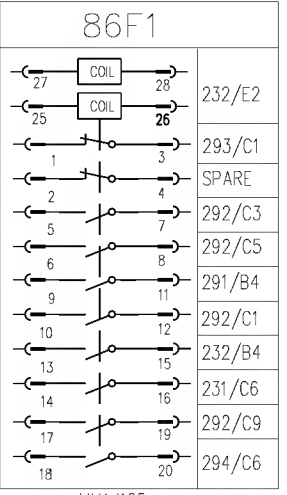 86F1
27 COIL 28
232/E2
25 COIL 26
1 3 293/C1
2 4 SPARE
5 7 292/C3
6 8 292/C5
9 11 291/B4
10 12 292/C1
13 15 232/B4
14 16 231/C6
17 19 292/C9
18 20 294/C6